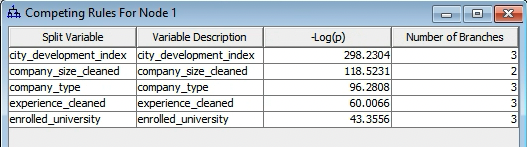 Competing Rules For Node 1
Split Variable Variable Description -Log(p) Number of Branches
city_development_index city_development_index 298.2304 3
company_size_cleaned company_size_cleaned 118.5231 2
company_type company_type 96.2808 3
experience_cleaned experience_cleaned 60.0066 3
enrolled_university enrolled_university 43.3556 3